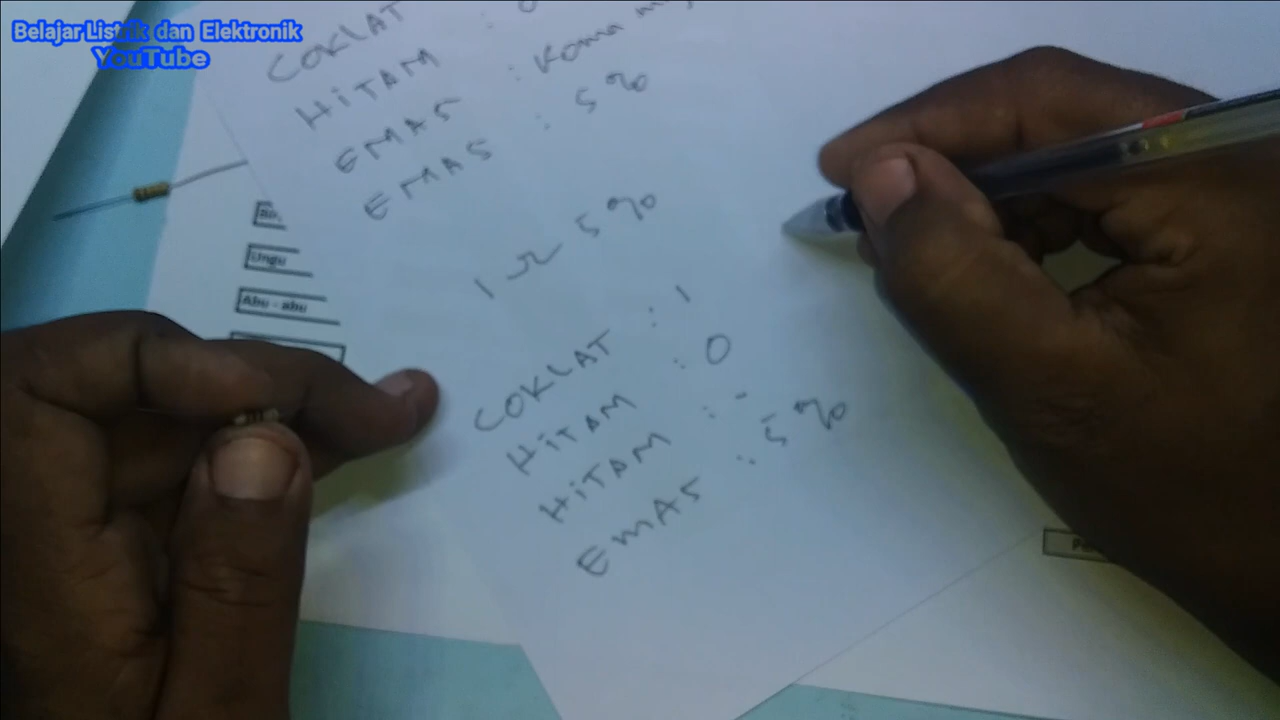 Belajar Listrik dan Elektronik
YouTube
COKLAT :
HITAM : Koma
EMAS : 5%
EMAS
1 Ω 5%
COKLAT : 1
HITAM : 0
HITAM : -
EMAS : 5%
Ungu
Abu - abu